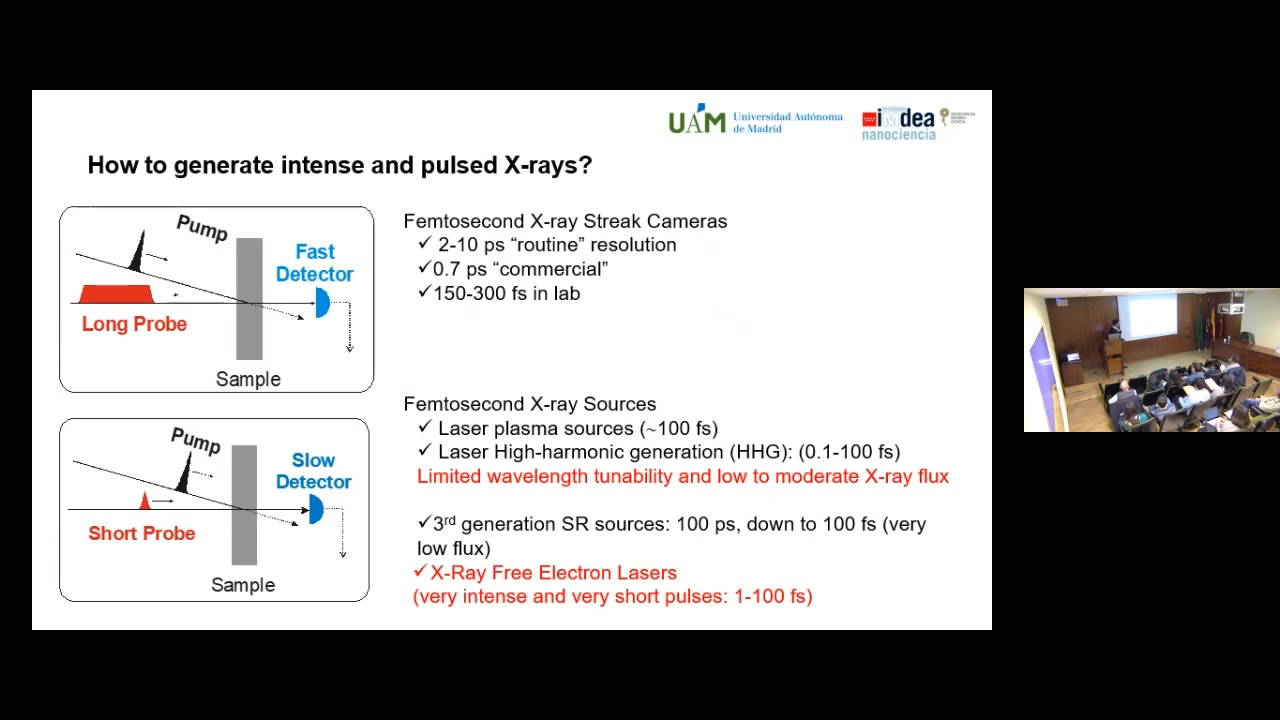 UAM Universidad Autónoma
de Madrid
instituto
imdea
nanociencia
EXCELENCIA
SEVERO
OCHOA
How to generate intense and pulsed X-rays?
Pump
Fast
Detector
Long Probe
Sample
Femtosecond X-ray Streak Cameras
✓ 2-10 ps “routine” resolution
✓0.7 ps “commercial”
✓150-300 fs in lab
Pump
Slow
Detector
Short Probe
Sample
Femtosecond X-ray Sources
✓ Laser plasma sources (~100 fs)
✓ Laser High-harmonic generation (HHG): (0.1-100 fs)
Limited wavelength tunability and low to moderate X-ray flux
✓3rd generation SR sources: 100 ps, down to 100 fs (very
low flux)
✓X-Ray Free Electron Lasers
(very intense and very short pulses: 1-100 fs)